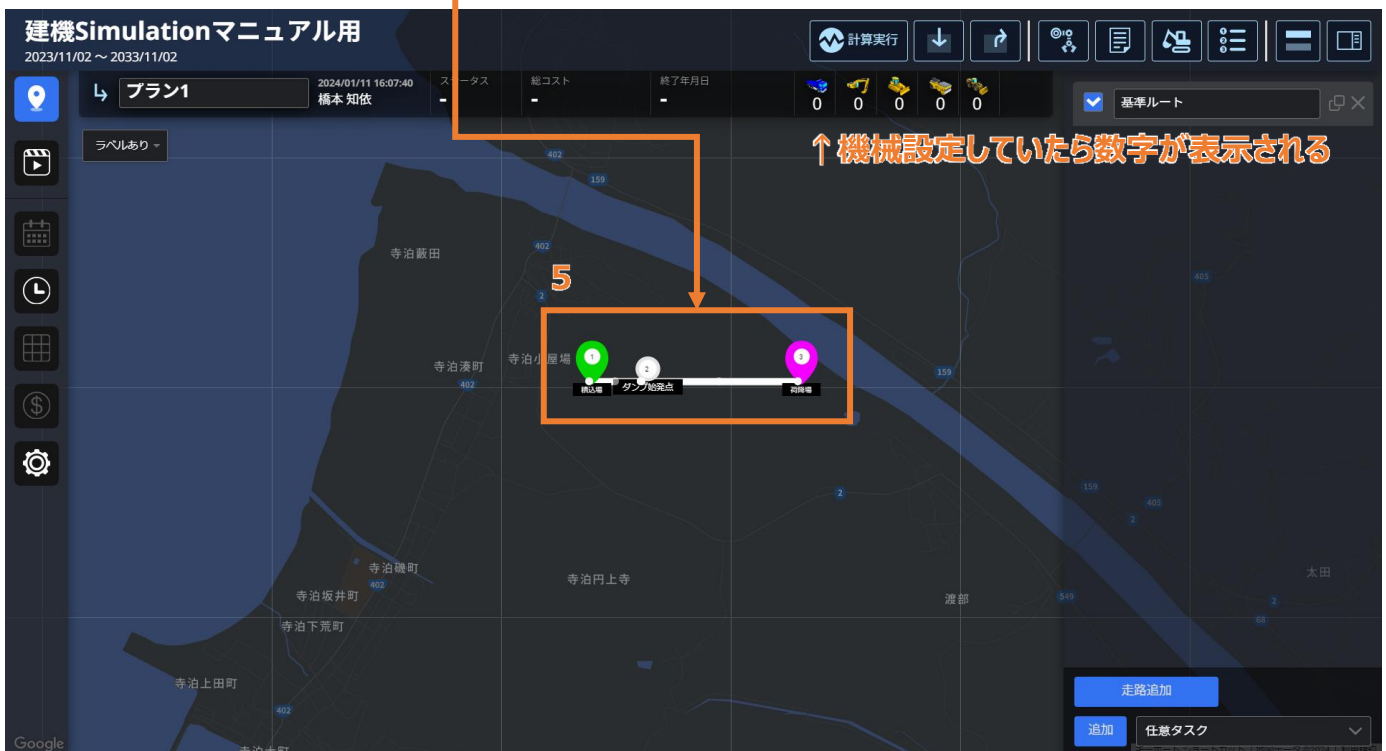 建機Simulationマニュアル用
2023/11/02 ～ 2033/11/02
計算実行
プラン1
2024/01/11 16:07:40
橋本 知依
ステータス
-
総コスト
-
終了年月日
-
0 0 0 0 0
基準ルート
ラベルあり
↑機械設定していたら数字が表示される
402
159
寺泊藪田
402
405
5
2
寺泊小屋場
寺泊湊町
402
1
2
3
積込場
ダンプ始発点
荷降場
159
2
159
405
2
寺泊磯町
402
寺泊円上寺
太田
寺泊坂井町
渡部
549
2
68
寺泊下荒町
寺泊上田町
402
走路追加
追加
任意タスク
Google